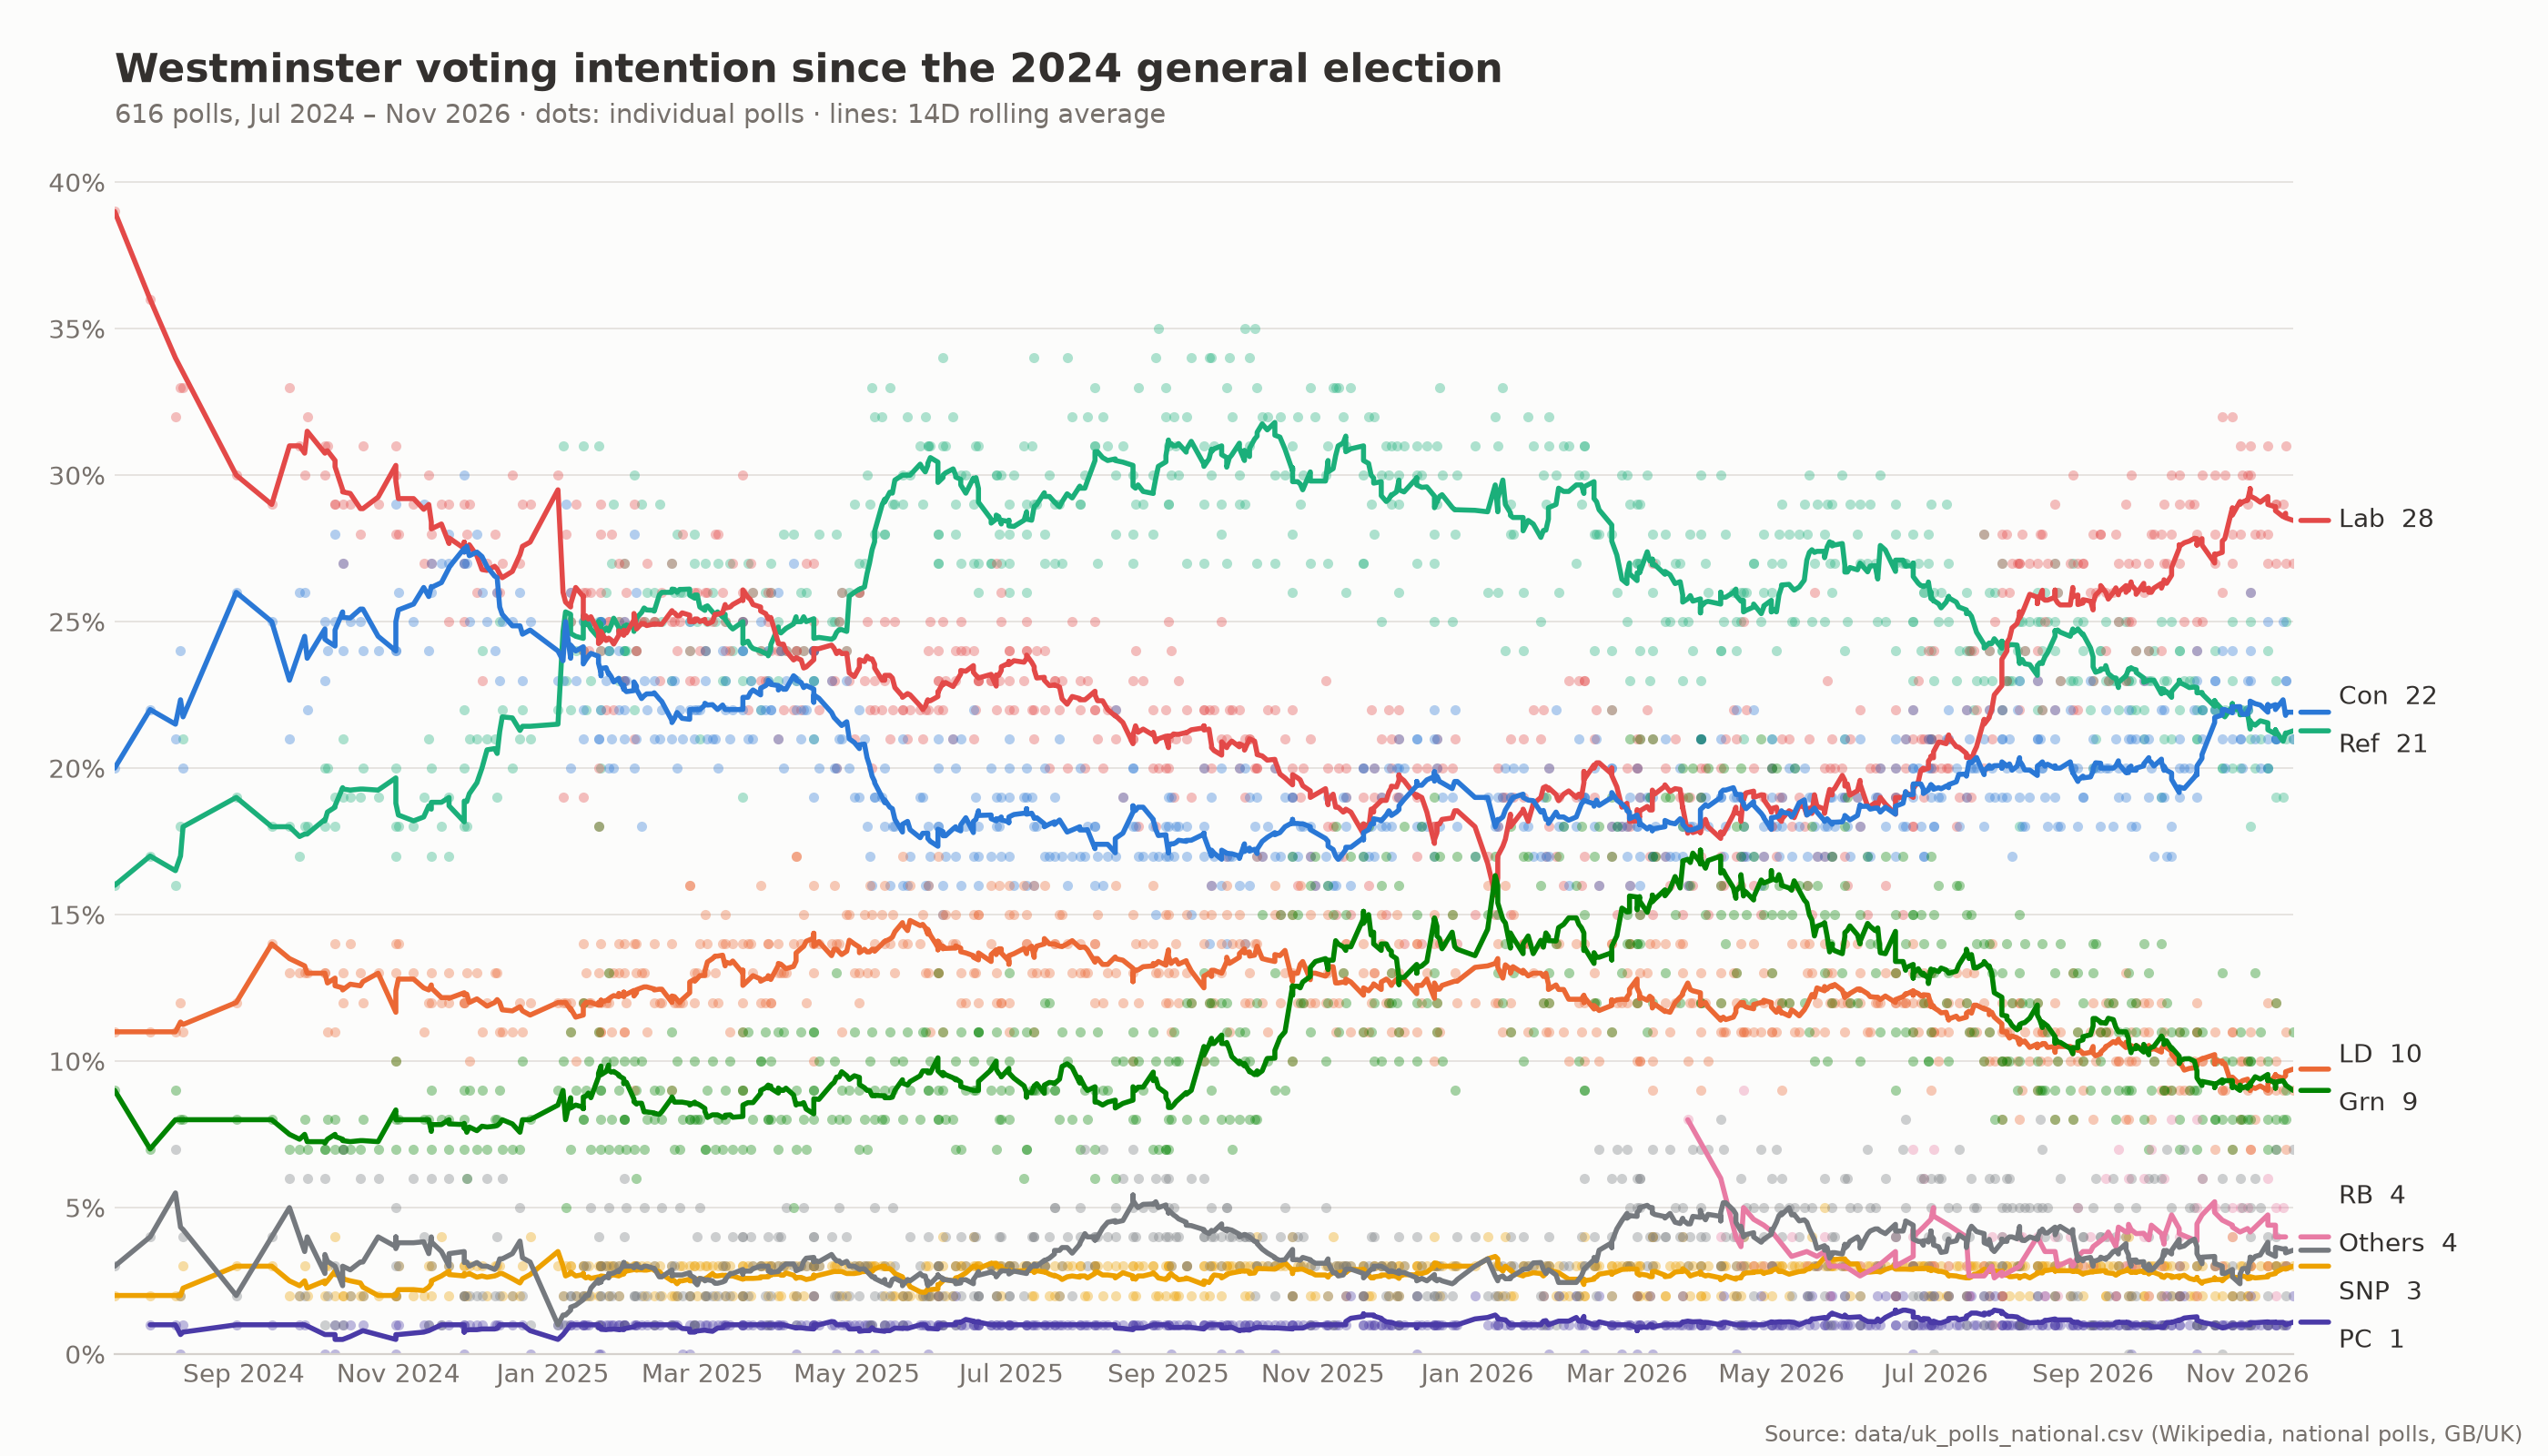 Westminster voting intention since the 2024 general election
616 polls, Jul 2024 – Nov 2026 · dots: individual polls · lines: 14D rolling average
40%
35%
30%
25%
20%
15%
10%
5%
0%
Lab 28
Con 22
Ref 21
LD 10
Grn 9
RB 4
Others 4
SNP 3
PC 1
Sep 2024 Nov 2024 Jan 2025 Mar 2025 May 2025 Jul 2025 Sep 2025 Nov 2025 Jan 2026 Mar 2026 May 2026 Jul 2026 Sep 2026 Nov 2026
Source: data/uk_polls_national.csv (Wikipedia, national polls, GB/UK)